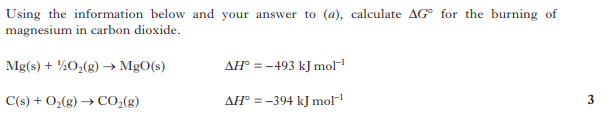 Using the information below and your answer to (a), calculate ΔG° for the burning of
magnesium in carbon dioxide.
Mg(s) + ½O₂(g) → MgO(s) ΔH° = –493 kJ mol⁻¹
C(s) + O₂(g) → CO₂(g) ΔH° = –394 kJ mol⁻¹ 3